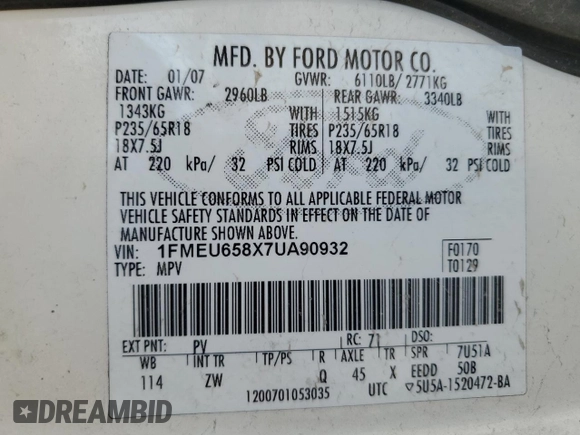 MFD. BY FORD MOTOR CO.
DATE: 01/07 GVWR: 6110LB/ 2771KG
FRONT GAWR: 2960LB REAR GAWR: 3340LB
1343KG WITH 1515KG WITH
P235/65R18 TIRES P235/65R18 TIRES
18X7.5J RIMS 18X7.5J RIMS
AT 220 kPa/ 32 PSI COLD AT 220 kPa/ 32 PSI COLD
Ford
THIS VEHICLE CONFORMS TO ALL APPLICABLE FEDERAL MOTOR
VEHICLE SAFETY STANDARDS IN EFFECT ON THE DATE OF
MANUFACTURE SHOWN ABOVE.
VIN: 1FMEU658X7UA90932 F0170
TYPE: MPV T0129
EXT PNT: PV RC: 71 DSO:
WB INT TR TP/PS R AXLE TR SPR 7U51A
114 ZW Q 45 X EEDD 50B
1200701053035 UTC ▽5U5A-1520472-BA
DREAMBID